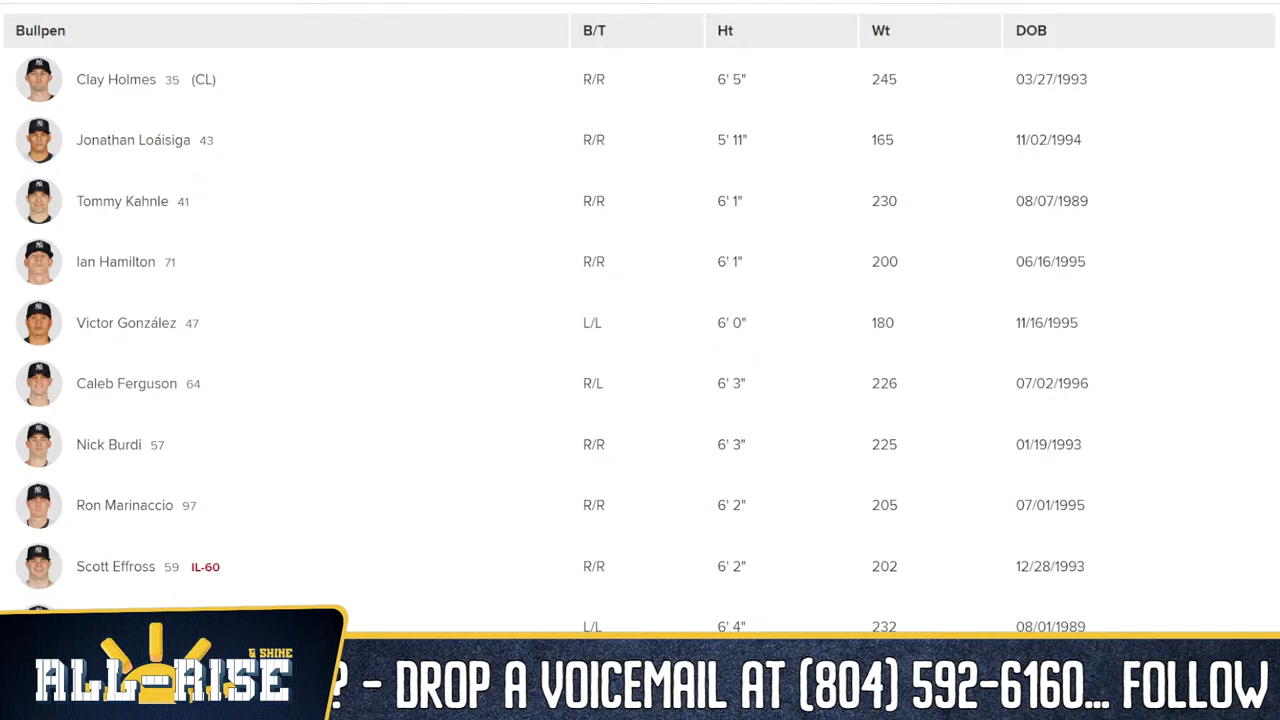 Bullpen B/T Ht Wt DOB
Clay Holmes 35 (CL) R/R 6' 5" 245 03/27/1993
Jonathan Loáisiga 43 R/R 5' 11" 165 11/02/1994
Tommy Kahnle 41 R/R 6' 1" 230 08/07/1989
Ian Hamilton 71 R/R 6' 1" 200 06/16/1995
Victor González 47 L/L 6' 0" 180 11/16/1995
Caleb Ferguson 64 R/L 6' 3" 226 07/02/1996
Nick Burdi 57 R/R 6' 3" 225 01/19/1993
Ron Marinaccio 97 R/R 6' 2" 205 07/01/1995
Scott Effross 59 IL-60 R/R 6' 2" 202 12/28/1993
L/L 6' 4" 232 08/01/1989
& SHINE
ALL RISE
? - DROP A VOICEMAIL AT (804) 592-6160... FOLLOW